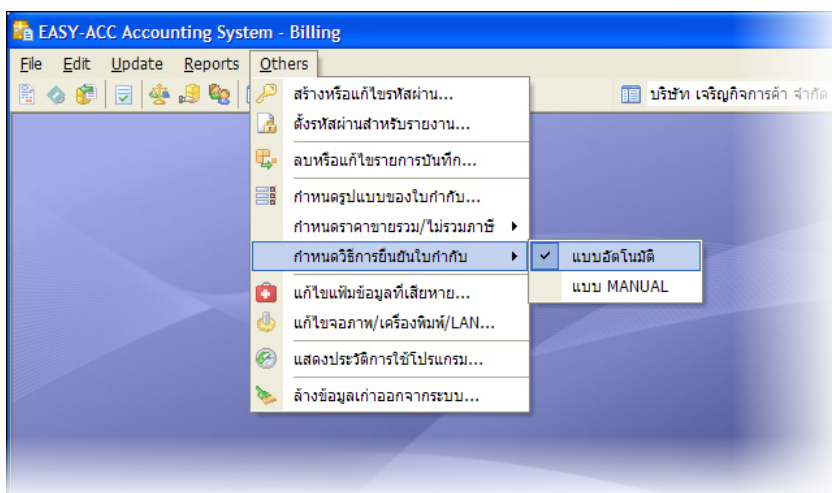 EASY-ACC Accounting System - Billing
File Edit Update Reports Others
บริษัท เจริญกิจการค้า จำกัด
สร้างหรือแก้ไขรหัสผ่าน...
ตั้งรหัสผ่านสำหรับรายงาน...
ลบหรือแก้ไขรายการบันทึก...
กำหนดรูปแบบของใบกำกับ...
กำหนดราคาขายรวม/ไม่รวมภาษี
กำหนดวิธีการยืนยันใบกำกับ
แบบอัตโนมัติ
แบบ MANUAL
แก้ไขแฟ้มข้อมูลที่เสียหาย...
แก้ไขจอภาพ/เครื่องพิมพ์/LAN...
แสดงประวัติการใช้โปรแกรม...
ล้างข้อมูลเก่าออกจากระบบ...